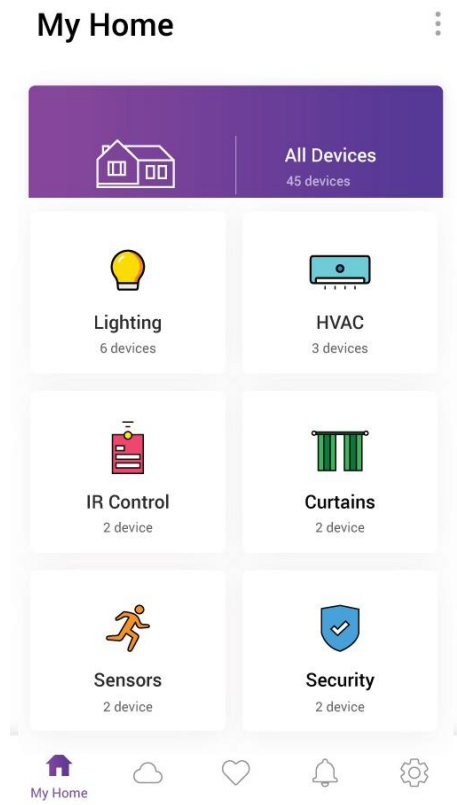 My Home
All Devices
45 devices
Lighting
6 devices
HVAC
3 devices
IR Control
2 device
Curtains
2 device
Sensors
2 device
Security
2 device
My Home